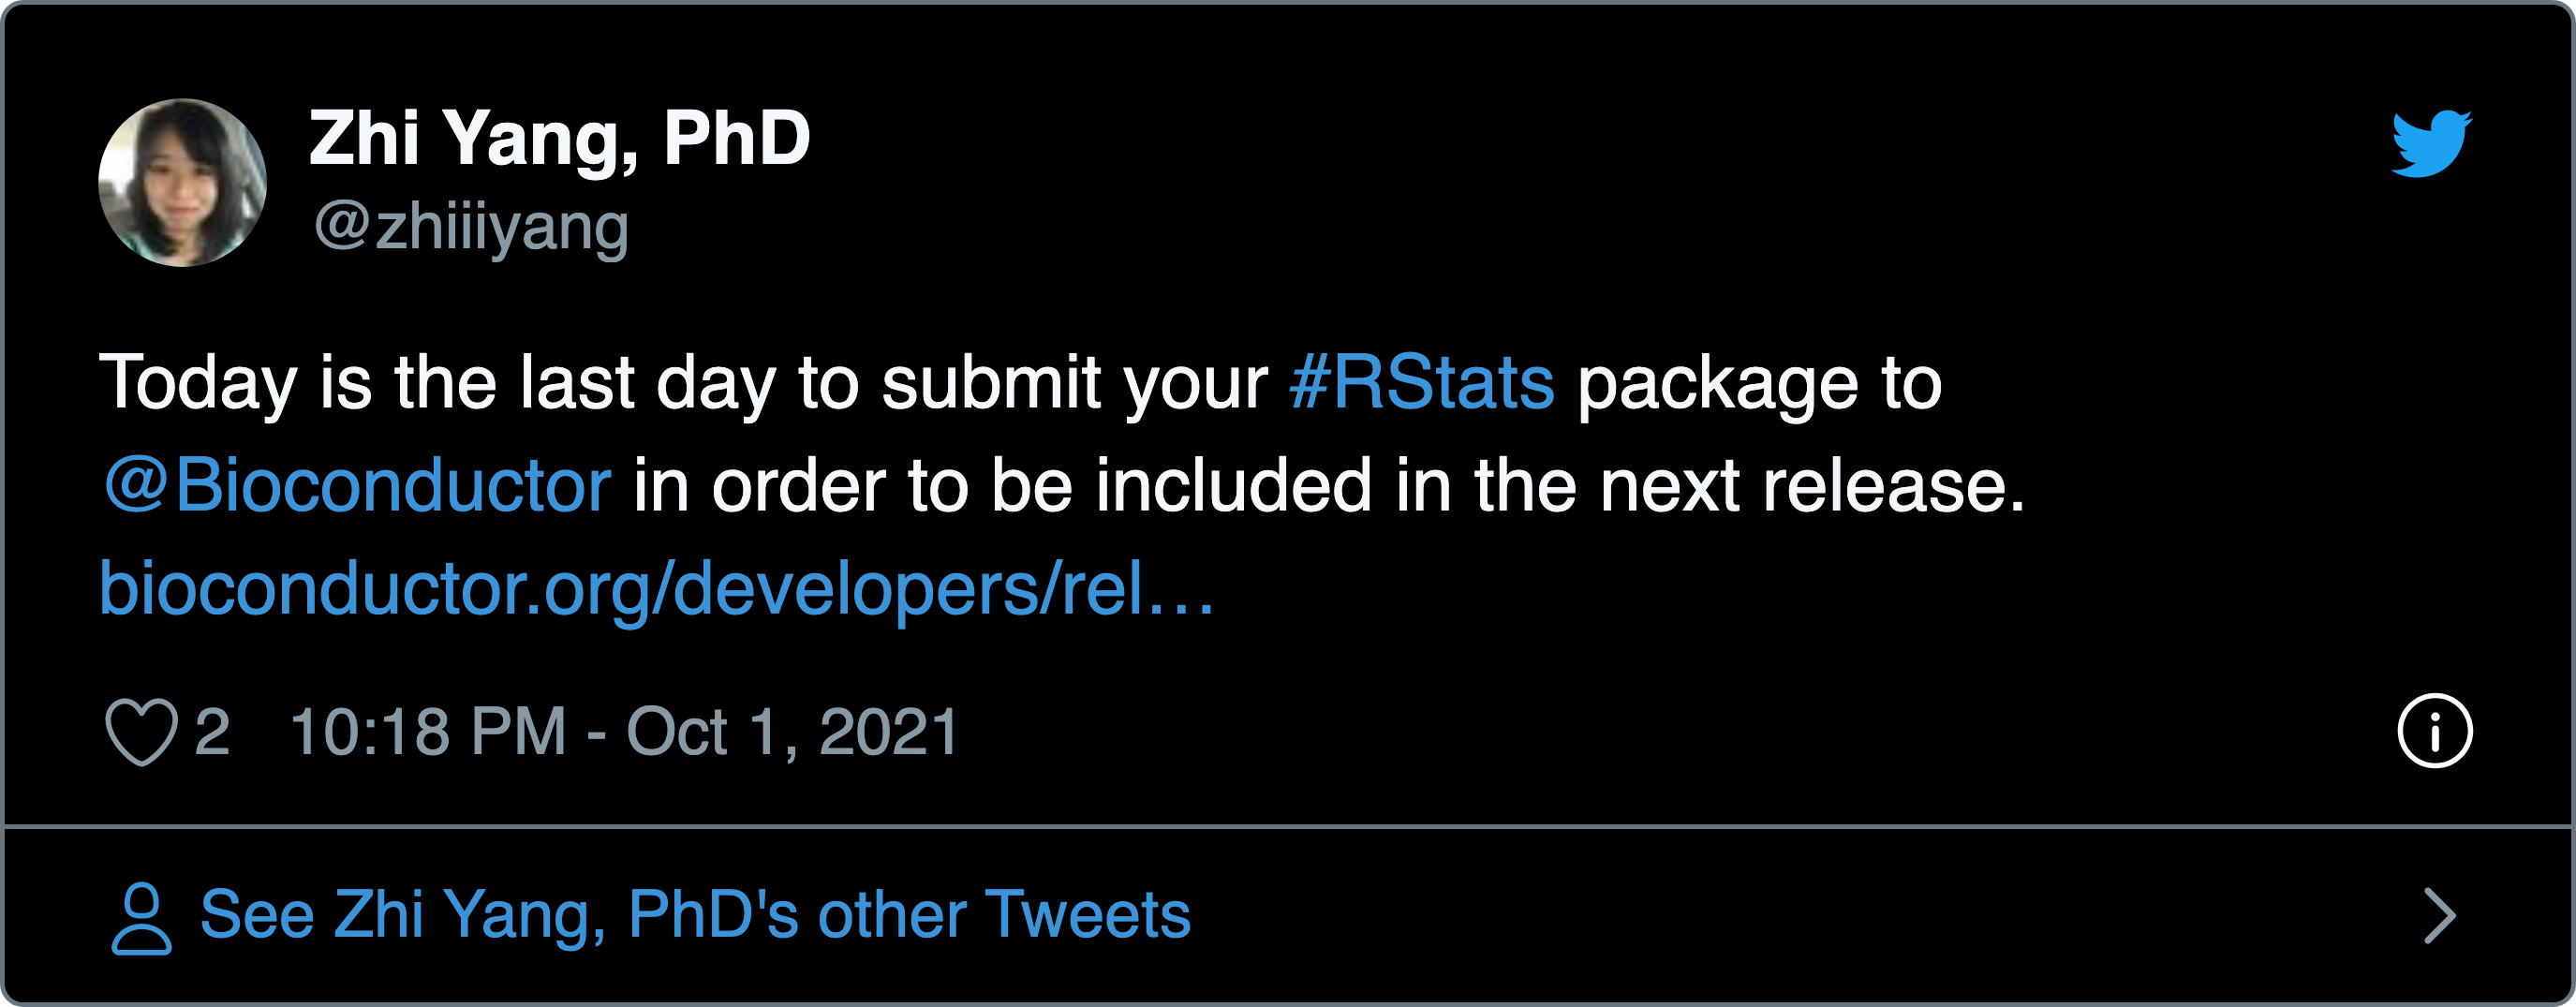 Zhi Yang, PhD
@zhiiiyang
Today is the last day to submit your #RStats package to
@Bioconductor in order to be included in the next release.
bioconductor.org/developers/rel…
2 10:18 PM - Oct 1, 2021
See Zhi Yang, PhD's other Tweets